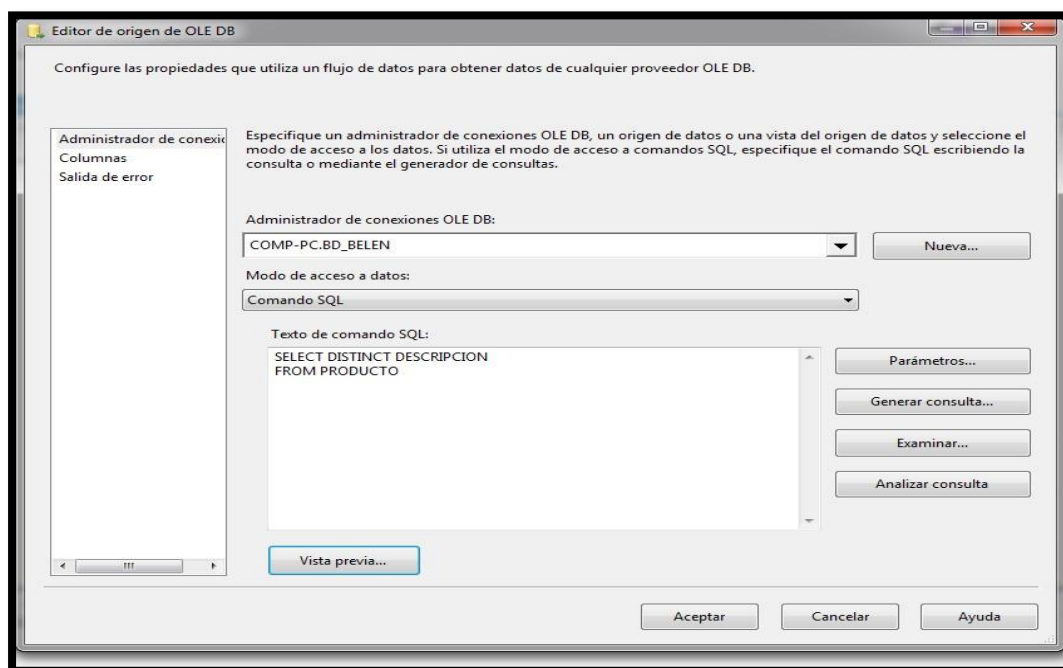 Editor de origen de OLE DB
Configure las propiedades que utiliza un flujo de datos para obtener datos de cualquier proveedor OLE DB.
Administrador de conexió
Columnas
Salida de error
Especifique un administrador de conexiones OLE DB, un origen de datos o una vista del origen de datos y seleccione el
modo de acceso a los datos. Si utiliza el modo de acceso a comandos SQL, especifique el comando SQL escribiendo la
consulta o mediante el generador de consultas.
Administrador de conexiones OLE DB:
COMP-PC.BD_BELEN
Nueva...
Modo de acceso a datos:
Comando SQL
Texto de comando SQL:
SELECT DISTINCT DESCRIPCION
FROM PRODUCTO
Parámetros...
Generar consulta...
Examinar...
Analizar consulta
Vista previa...
Aceptar
Cancelar
Ayuda